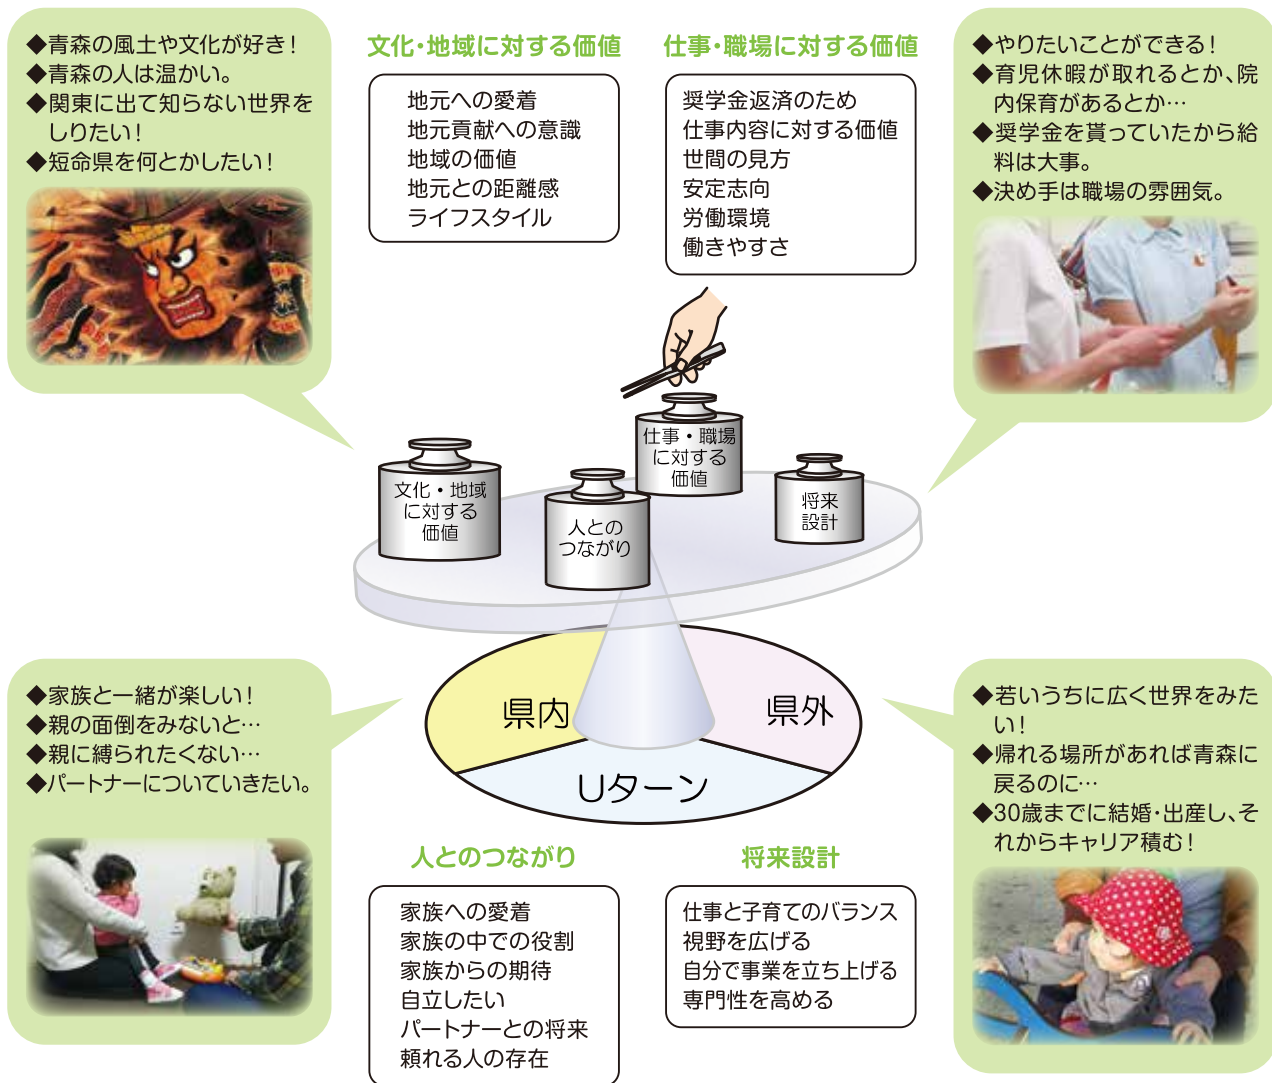 ◆青森の風土や文化が好き！
◆青森の人は温かい。
◆関東に出て知らない世界を
しりたい！
◆短命県を何とかしたい！
文化・地域に対する価値
地元への愛着
地元貢献への意識
地域の価値
地元との距離感
ライフスタイル
仕事・職場に対する価値
奨学金返済のため
仕事内容に対する価値
世間の見方
安定志向
労働環境
働きやすさ
◆やりたいことができる！
◆育児休暇が取れるとか、院
内保育があるとか…
◆奨学金を貰っていたから給
料は大事。
◆決め手は職場の雰囲気。
文化・地域
に対する
価値
人との
つながり
仕事・職場
に対する
価値
将来
設計
県内
県外
Uターン
◆家族と一緒が楽しい！
◆親の面倒をみないと…
◆親に縛られたくない…
◆パートナーについていきたい。
人とのつながり
家族への愛着
家族の中での役割
家族からの期待
自立したい
パートナーとの将来
頼れる人の存在
将来設計
仕事と子育てのバランス
視野を広げる
自分で事業を立ち上げる
専門性を高める
◆若いうちに広く世界をみた
い！
◆帰れる場所があれば青森に
戻るのに…
◆30歳までに結婚・出産し、そ
れからキャリア積む！